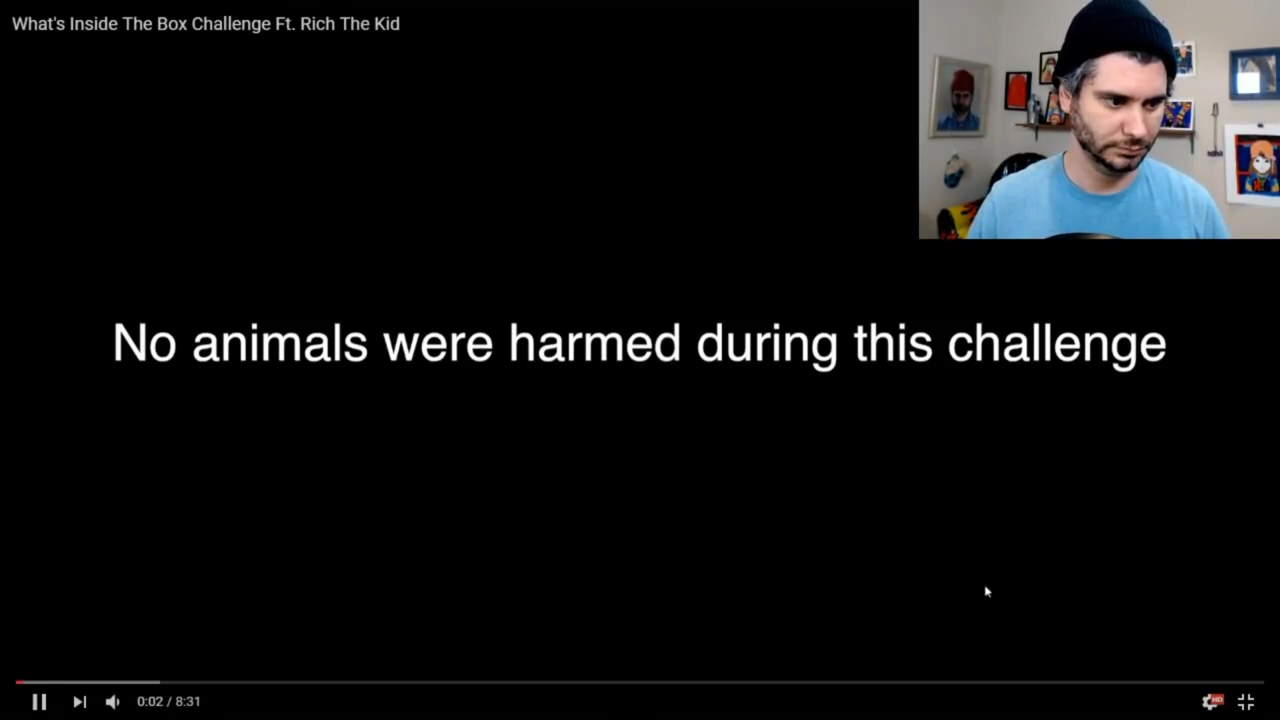 What's Inside The Box Challenge Ft. Rich The Kid
No animals were harmed during this challenge
0:02 / 8:31
HD